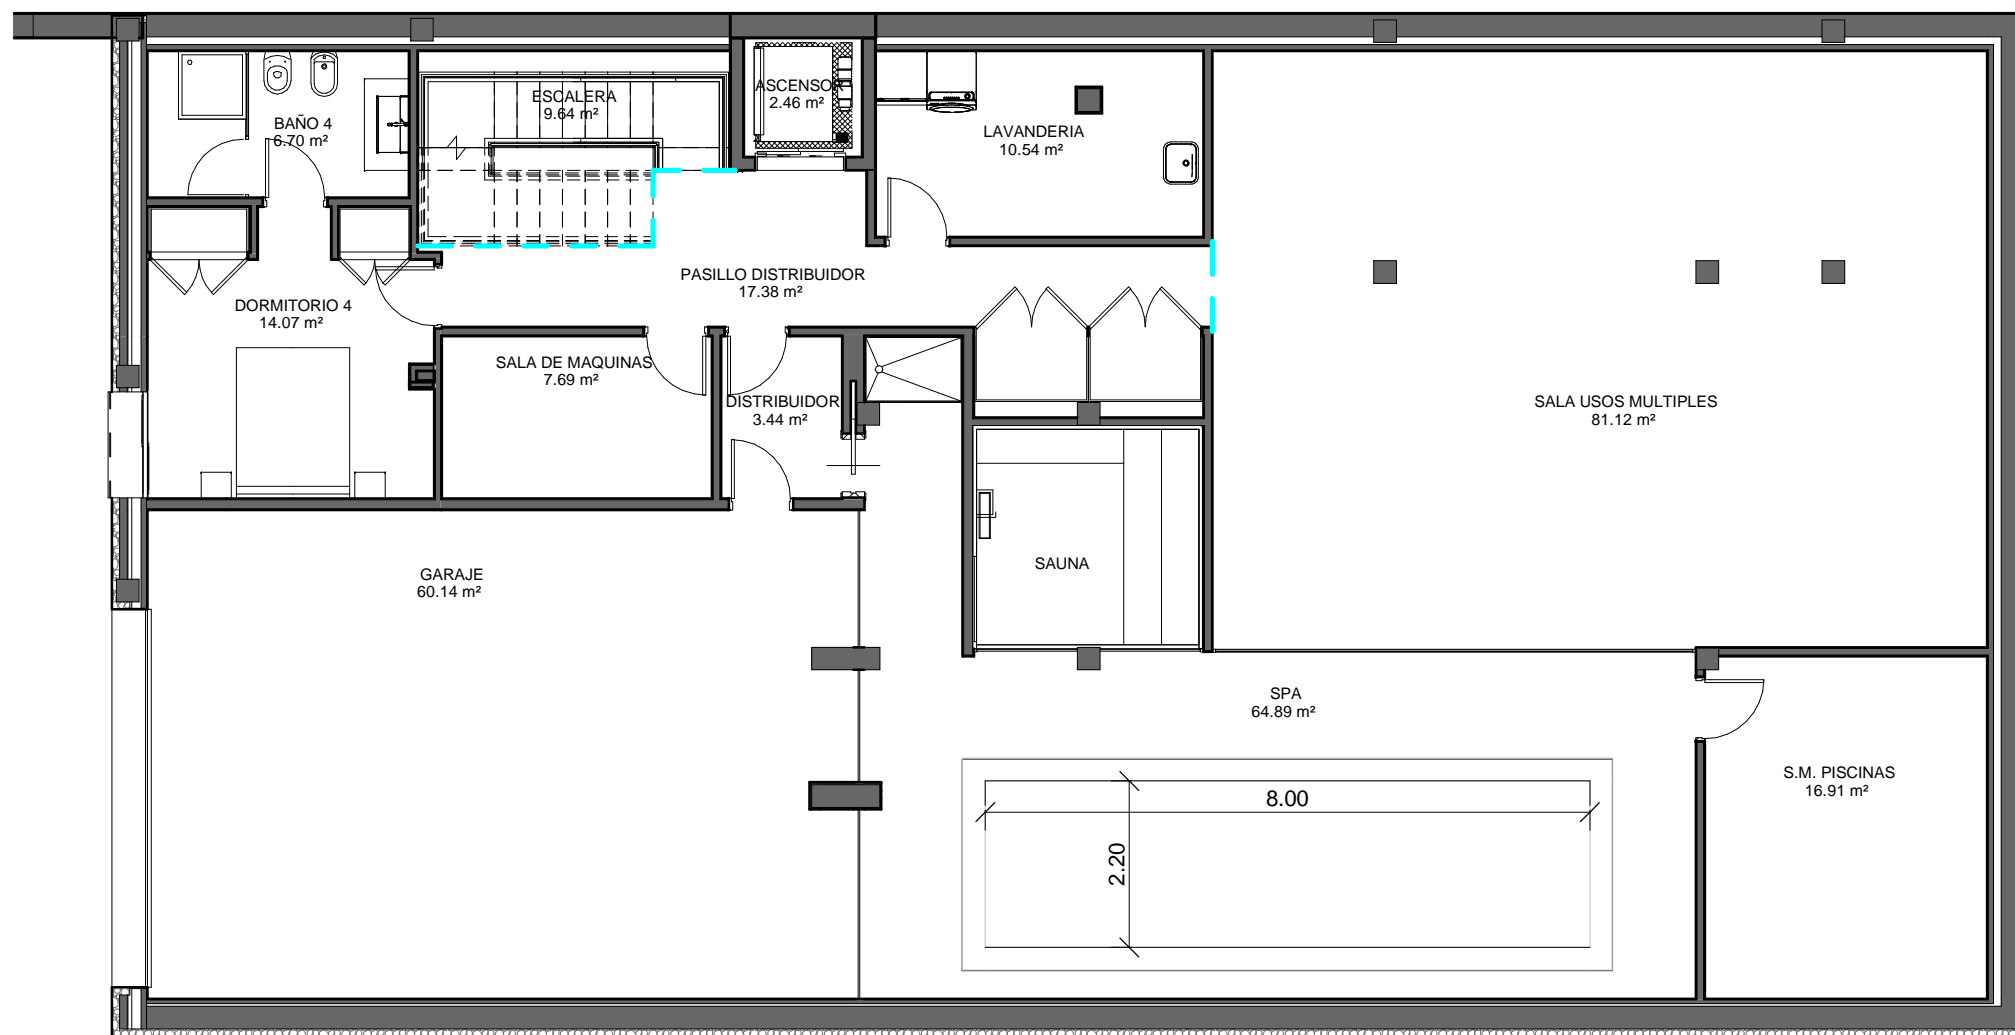 ESCALERA
9.64 m²
ASCENSOR
2.46 m²
BAÑO 4
6.70 m²
LAVANDERIA
10.54 m²
PASILLO DISTRIBUIDOR
17.38 m²
DORMITORIO 4
14.07 m²
SALA DE MAQUINAS
7.69 m²
DISTRIBUIDOR
3.44 m²
SALA USOS MULTIPLES
81.12 m²
SAUNA
GARAJE
60.14 m²
SPA
64.89 m²
S.M. PISCINAS
16.91 m²
8.00
2.20